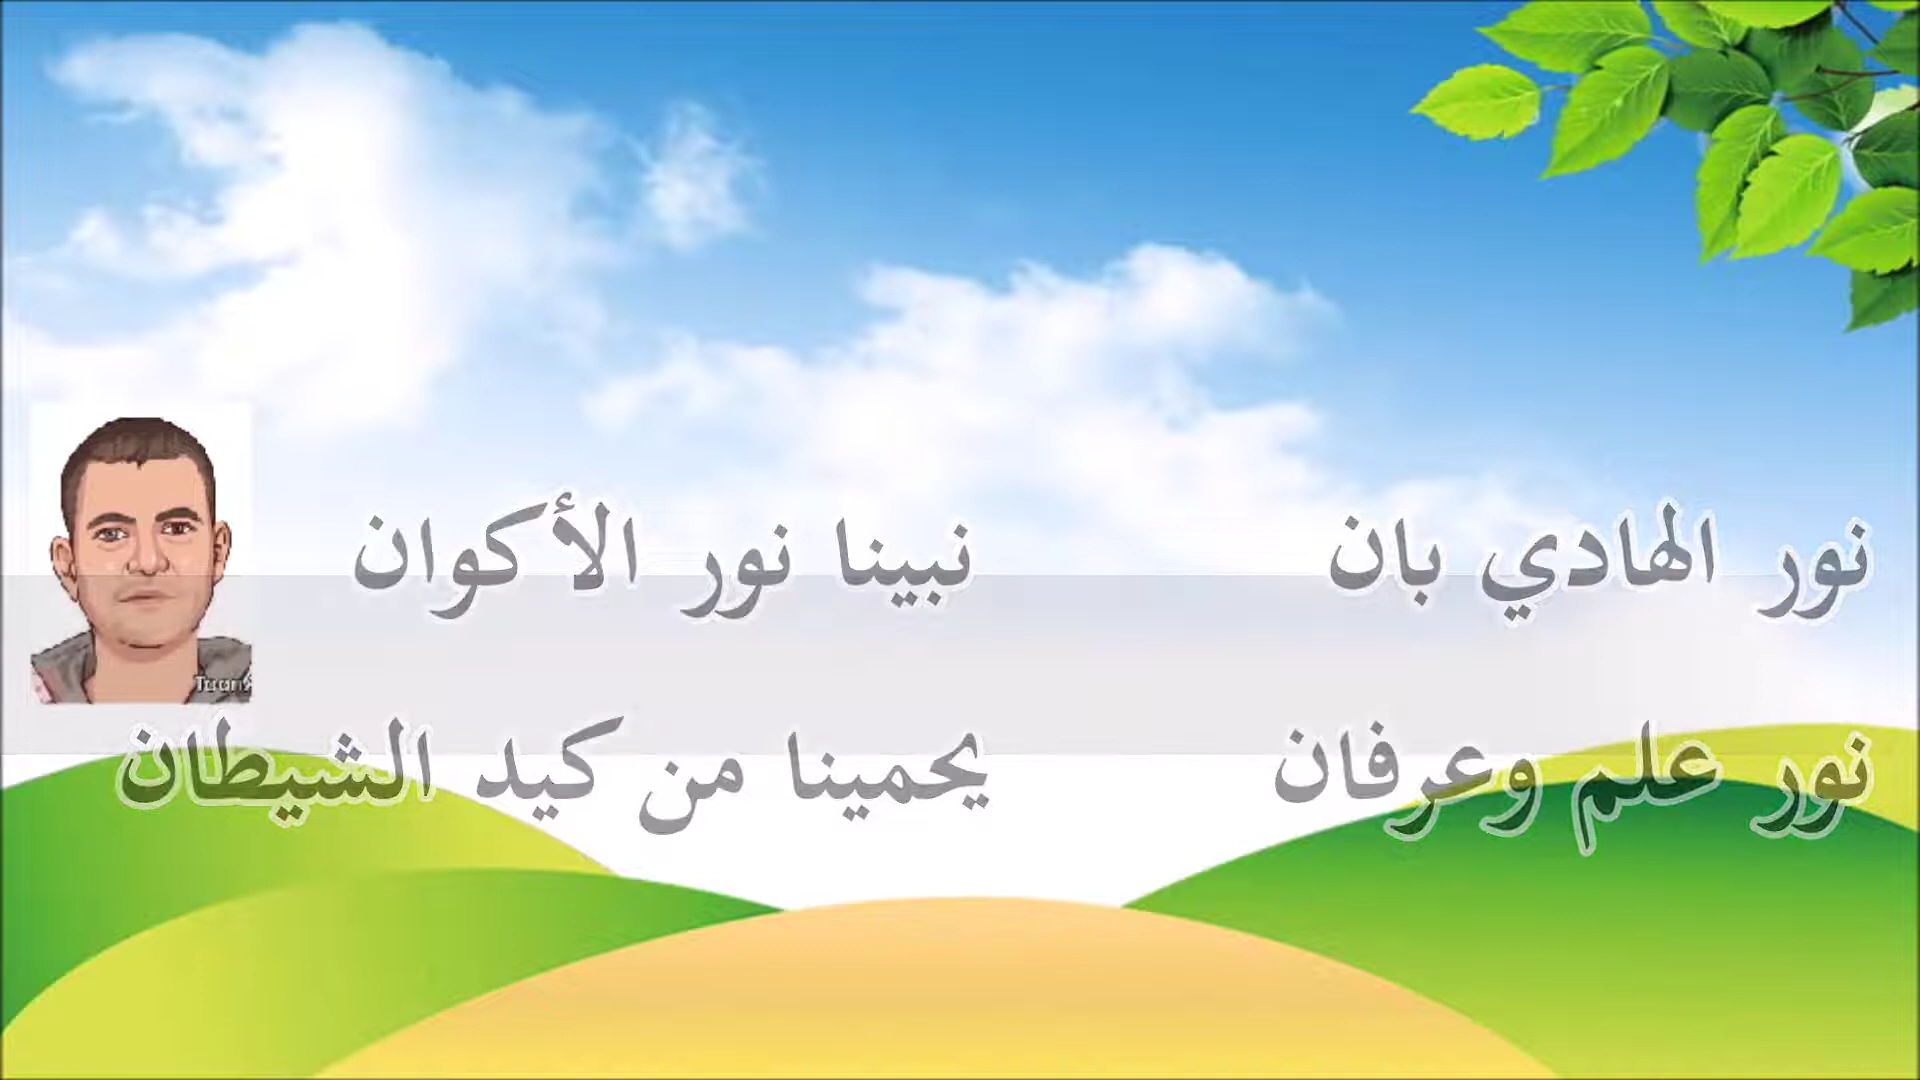 نور الهادي بان نبينا نور الأكوان
نور علم وعرفان يحمينا من كيد الشيطان